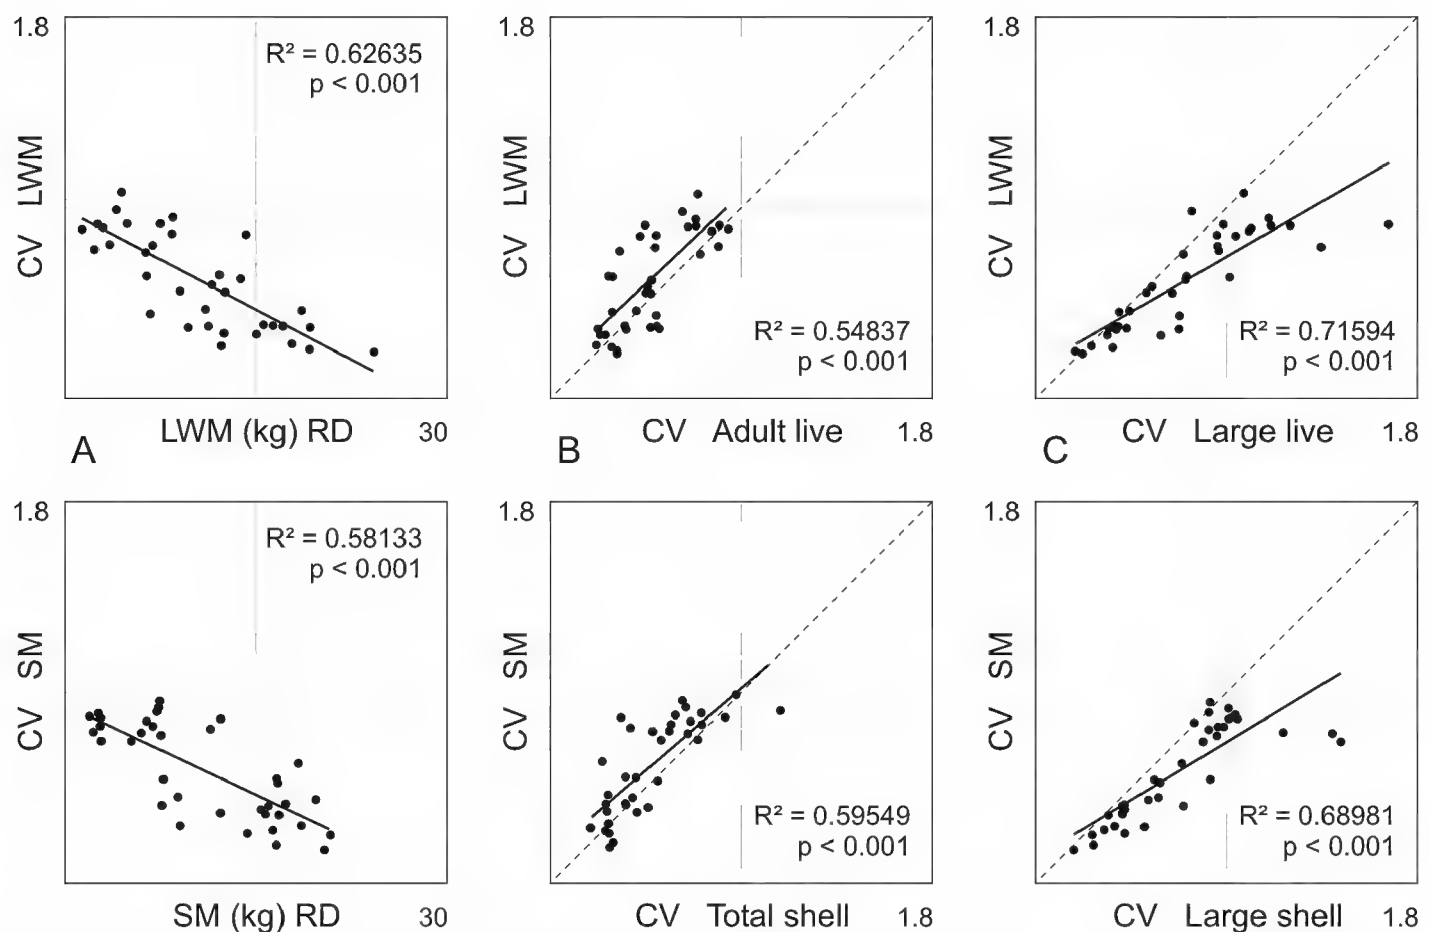 1.8
R² = 0.62635
p < 0.001
CV LWM
LWM (kg) RD
30
A
1.8
CV LWM
R² = 0.54837
p < 0.001
CV Adult live
1.8
B
1.8
CV LWM
R² = 0.71594
p < 0.001
CV Large live
1.8
C
1.8
R² = 0.58133
p < 0.001
CV SM
SM (kg) RD
30
1.8
CV SM
R² = 0.59549
p < 0.001
CV Total shell
1.8
1.8
CV SM
R² = 0.68981
p < 0.001
CV Large shell
1.8